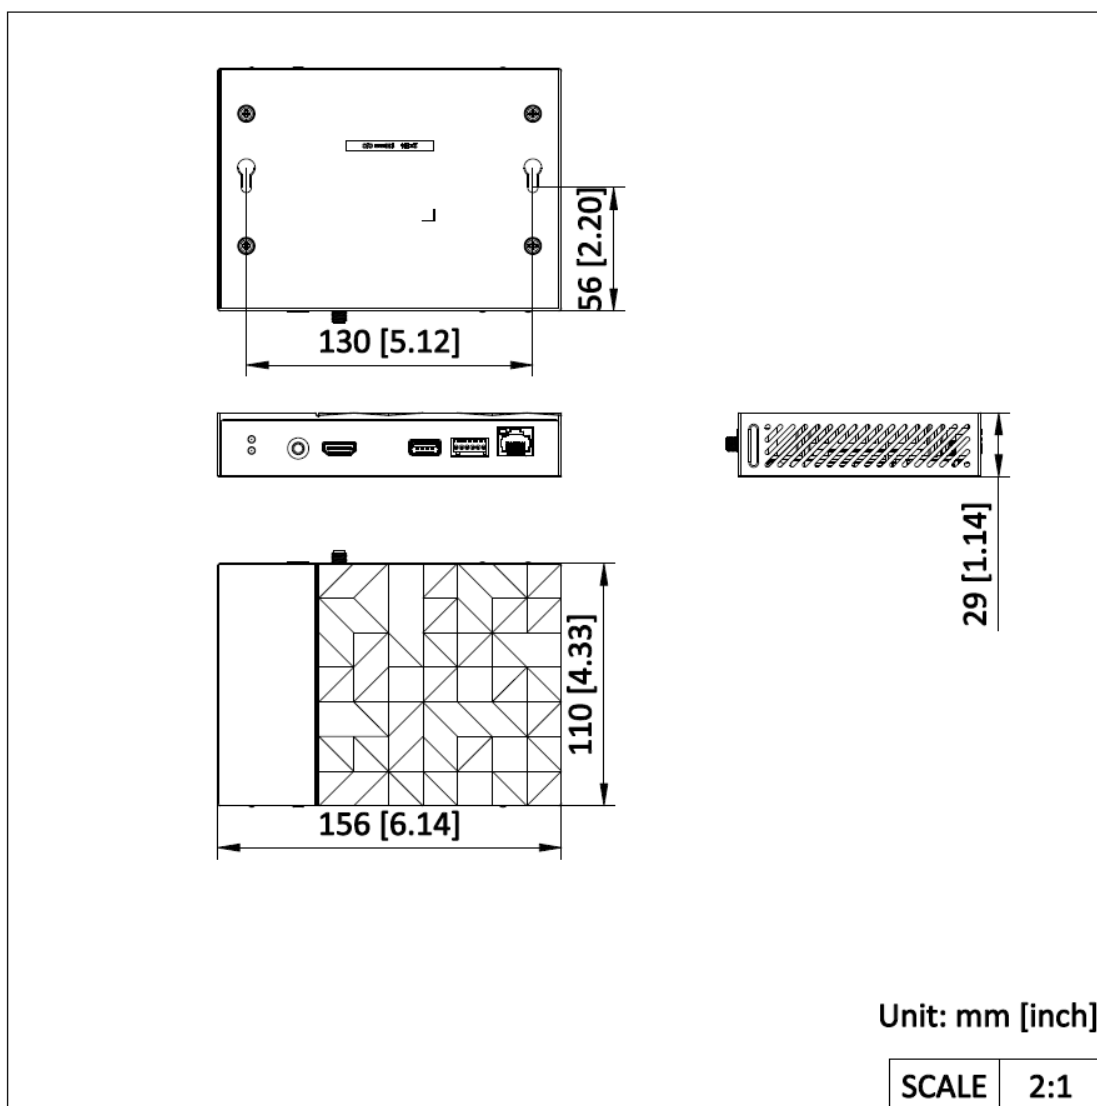 56 [2.20]
130 [5.12]
29 [1.14]
110 [4.33]
156 [6.14]
Unit: mm [inch]
SCALE 2:1